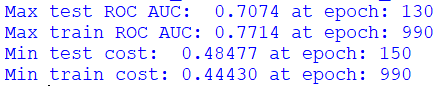 Max test ROC AUC:  0.7074 at epoch: 130
Max train ROC AUC: 0.7714 at epoch: 990
Min test cost:  0.48477 at epoch: 150
Min train cost: 0.44430 at epoch: 990